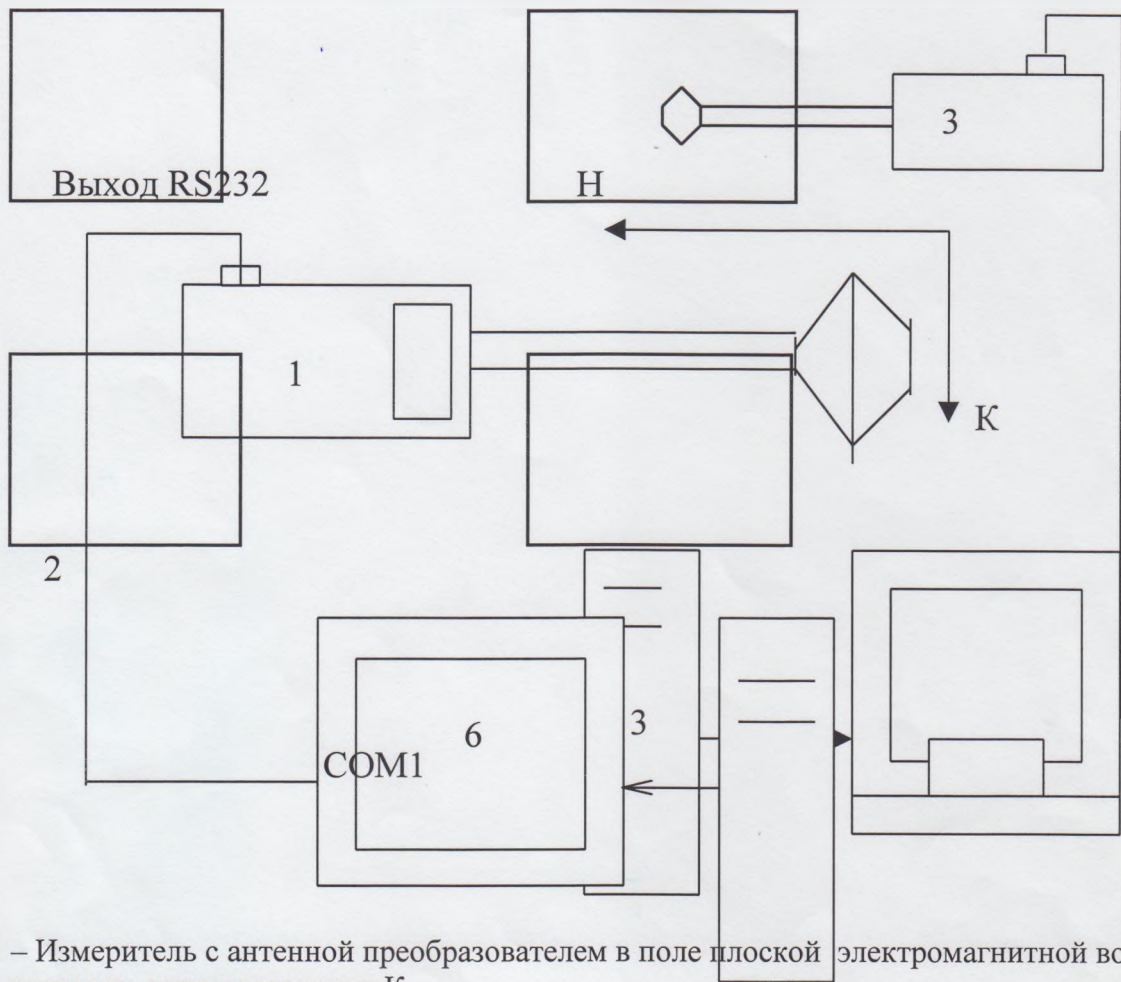 3
Выход RS232
Н
1
К
2
3
6
COM1
– Измеритель с антенной преобразователем в поле плоской электромагнитной во
К